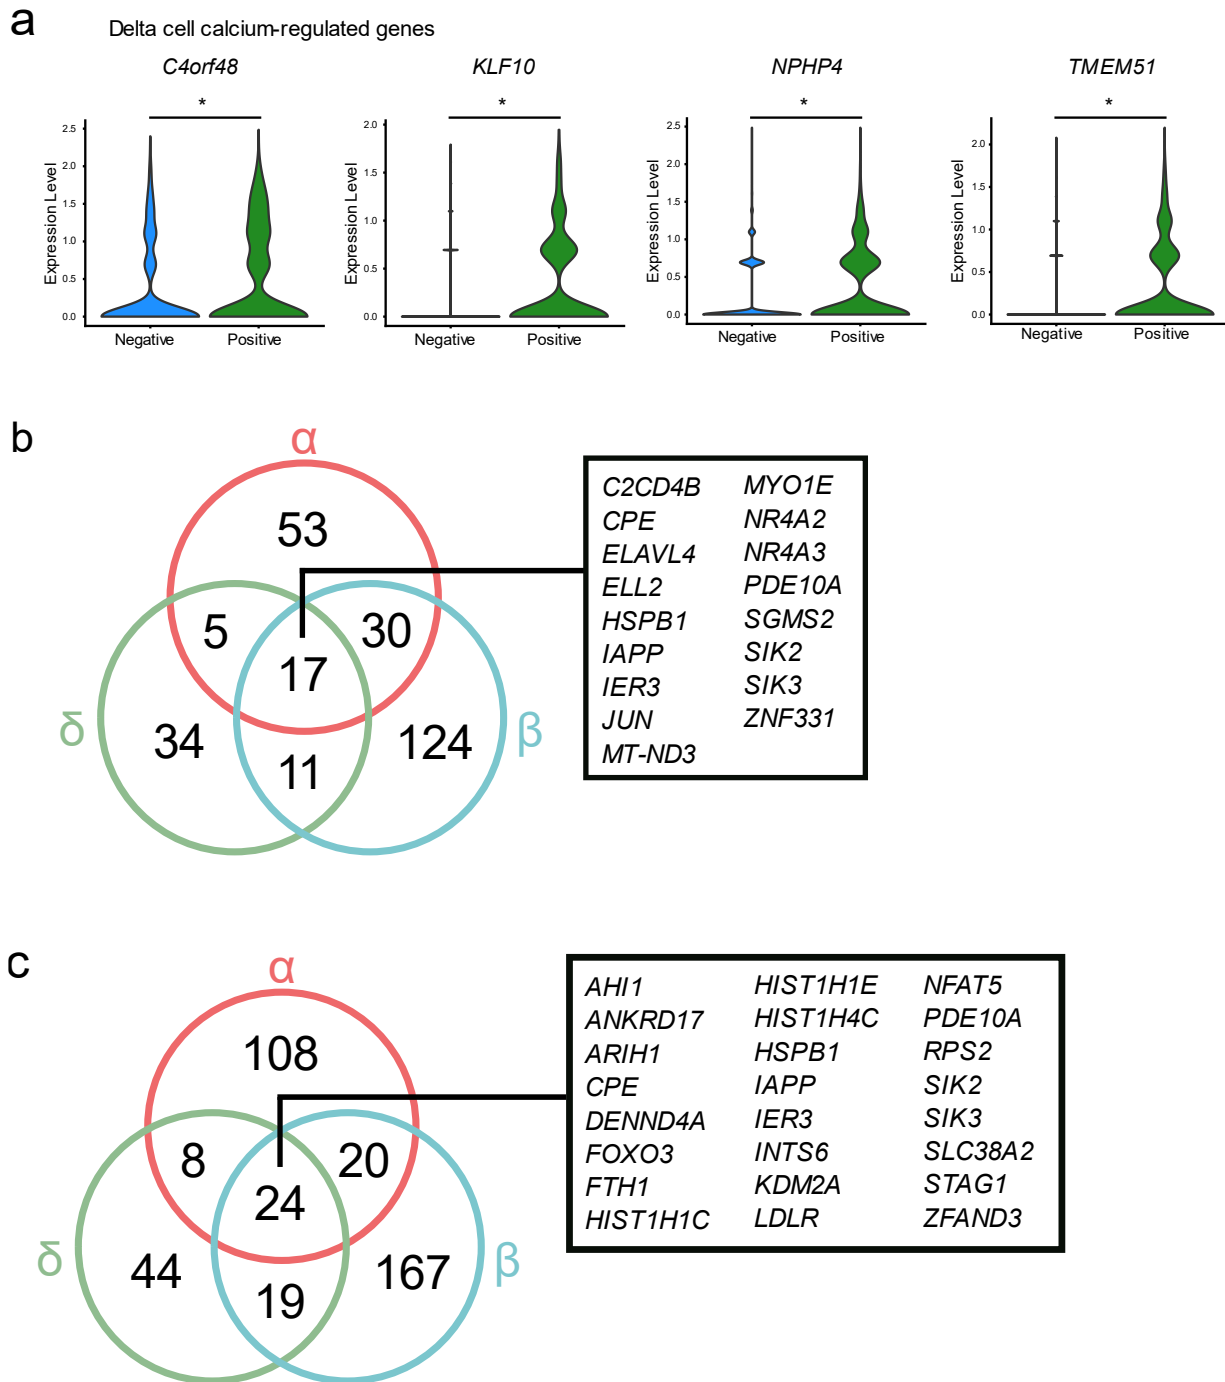 a
Delta cell calcium-regulated genes
C4orf48
KLF10
NPHP4
TMEM51
*
*
*
*
Expression Level
2.5
2.0
1.5
1.0
0.5
0.0
Negative
Positive
Expression Level
2.0
1.5
1.0
0.5
0.0
Negative
Positive
Expression Level
2.5
2.0
1.5
1.0
0.5
0.0
Negative
Positive
Expression Level
2.0
1.5
1.0
0.5
0.0
Negative
Positive
b
α
53
5
30
17
δ
34
124
β
11
C2CD4B
CPE
ELAVL4
ELL2
HSPB1
IAPP
IER3
JUN
MT-ND3
MYO1E
NR4A2
NR4A3
PDE10A
SGMS2
SIK2
SIK3
ZNF331
c
α
108
8
20
24
δ
44
167
β
19
AHI1
ANKRD17
ARIH1
CPE
DENND4A
FOXO3
FTH1
HIST1H1C
HIST1H1E
HIST1H4C
HSPB1
IAPP
IER3
INTS6
KDM2A
LDLR
NFAT5
PDE10A
RPS2
SIK2
SIK3
SLC38A2
STAG1
ZFAND3